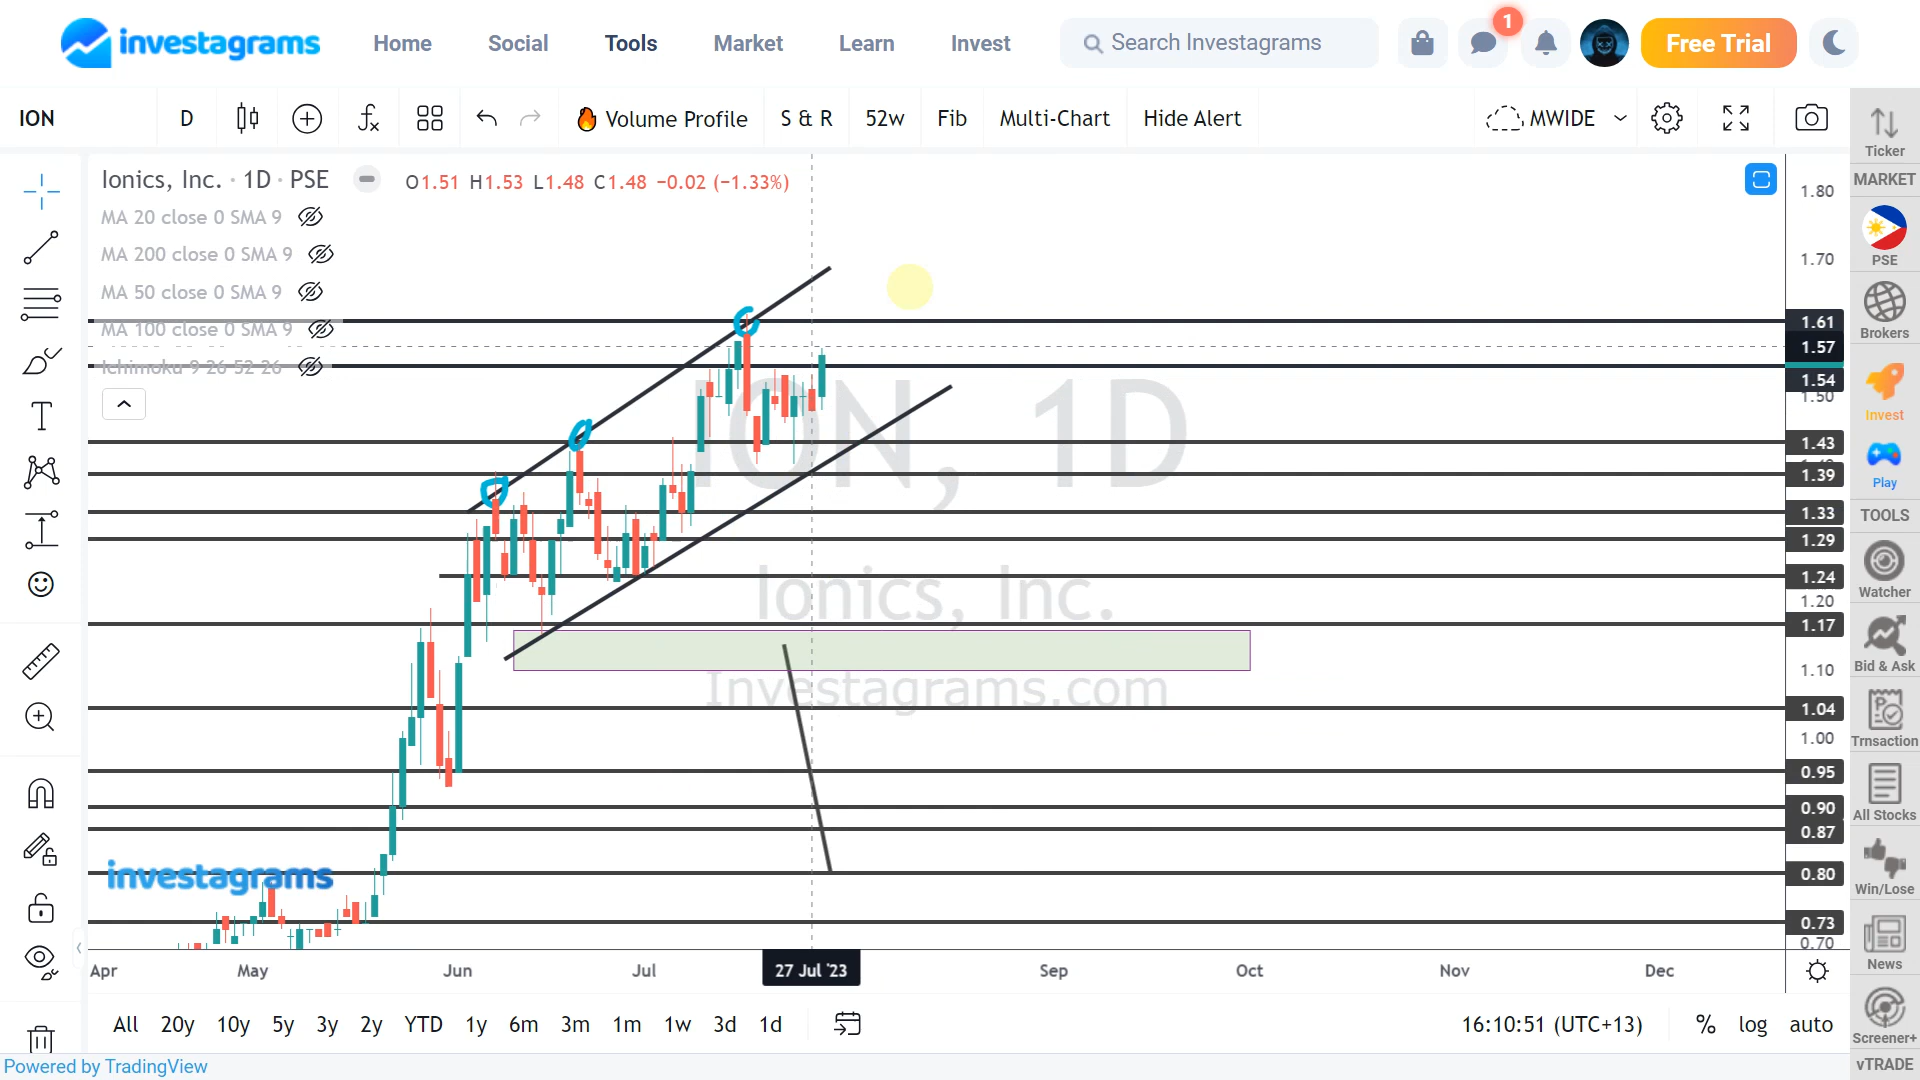 investagrams Home Social Tools Market Learn Invest Search Investagrams 1 Free Trial
ION D Volume Profile S & R 52w Fib Multi-Chart Hide Alert MWIDE
Ionics, Inc. · 1D · PSE O1.51 H1.53 L1.48 C1.48 −0.02 (−1.33%)
MA 20 close 0 SMA 9
MA 200 close 0 SMA 9
MA 50 close 0 SMA 9
MA 100 close 0 SMA 9
Ichimoku 9 26 52 26
ION, 1D
Ionics, Inc.
Investagrams.com
investagrams
1.80
1.70
1.61
1.57
1.54
1.50
1.43
1.39
1.33
1.29
1.24
1.20
1.17
1.10
1.04
1.00
0.95
0.90
0.87
0.80
0.73
0.70
Apr May Jun Jul 27 Jul '23 Sep Oct Nov Dec
All 20y 10y 5y 3y 2y YTD 1y 6m 3m 1m 1w 3d 1d 16:10:51 (UTC+13) % log auto
Powered by TradingView
Ticker
MARKET
PSE
Brokers
Invest
Play
TOOLS
Watcher
Bid & Ask
Trnsaction
All Stocks
Win/Lose
News
Screener+
vTRADE